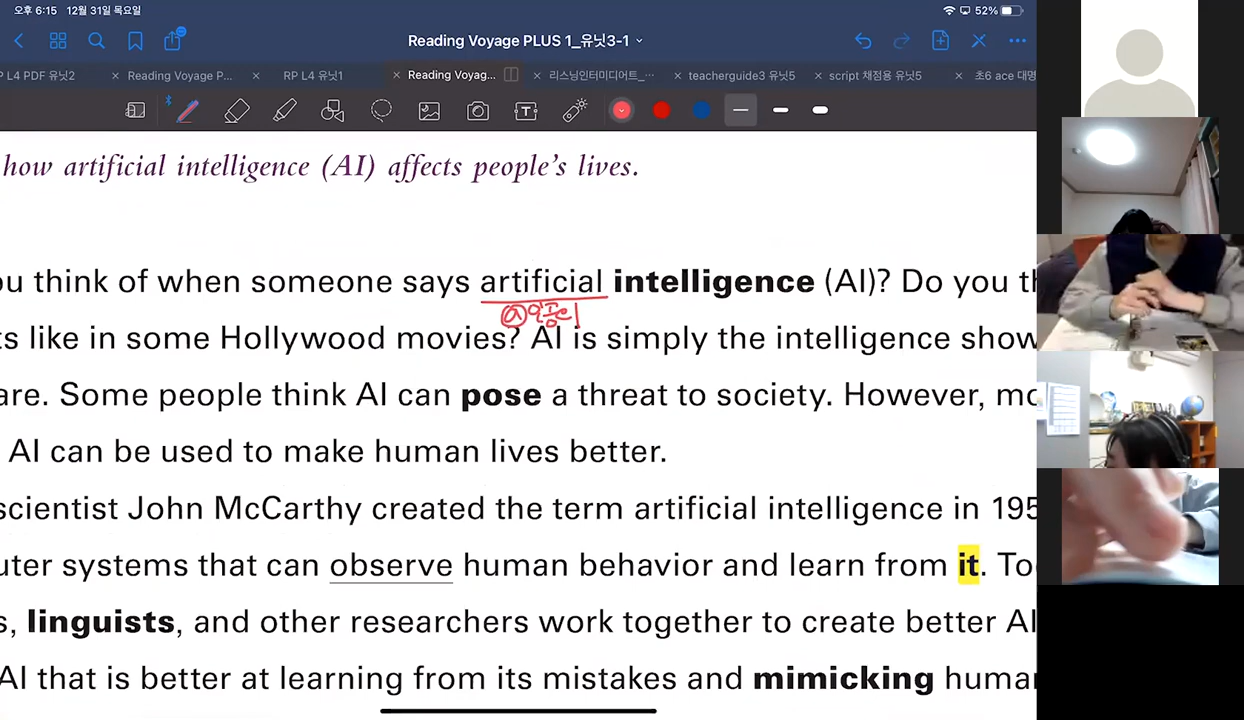 오후 6:15 12월 31일 목요일
52%
Reading Voyage PLUS 1_유닛3-1
P L4 PDF 유닛2
Reading Voyage P...
RP L4 유닛1
Reading Voyag...
리스닝인터미디어트_...
teacherguide3 유닛5
script 채점용 유닛5
초6 ace 대명
how artificial intelligence (AI) affects people's lives.
ou think of when someone says artificial intelligence (AI)? Do you th
ⓐ인공의
ts like in some Hollywood movies? AI is simply the intelligence show
are. Some people think AI can pose a threat to society. However, mo
AI can be used to make human lives better.
scientist John McCarthy created the term artificial intelligence in 195
uter systems that can observe human behavior and learn from it. To
s, linguists, and other researchers work together to create better AI
AI that is better at learning from its mistakes and mimicking human